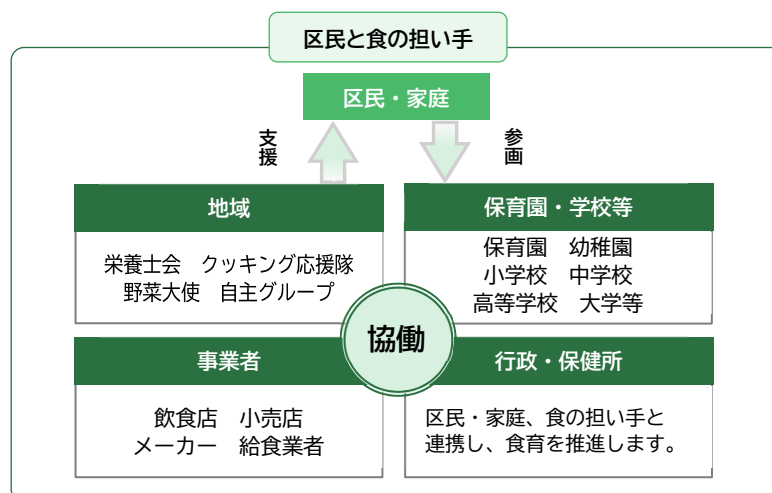 区民と食の担い手
区民・家庭
支援
参画
地域
栄養士会　クッキング応援隊
野菜大使　自主グループ
保育園・学校等
保育園　幼稚園
小学校　中学校
高等学校　大学等
協働
事業者
飲食店　小売店
メーカー　給食業者
行政・保健所
区民・家庭、食の担い手と
連携し、食育を推進します。